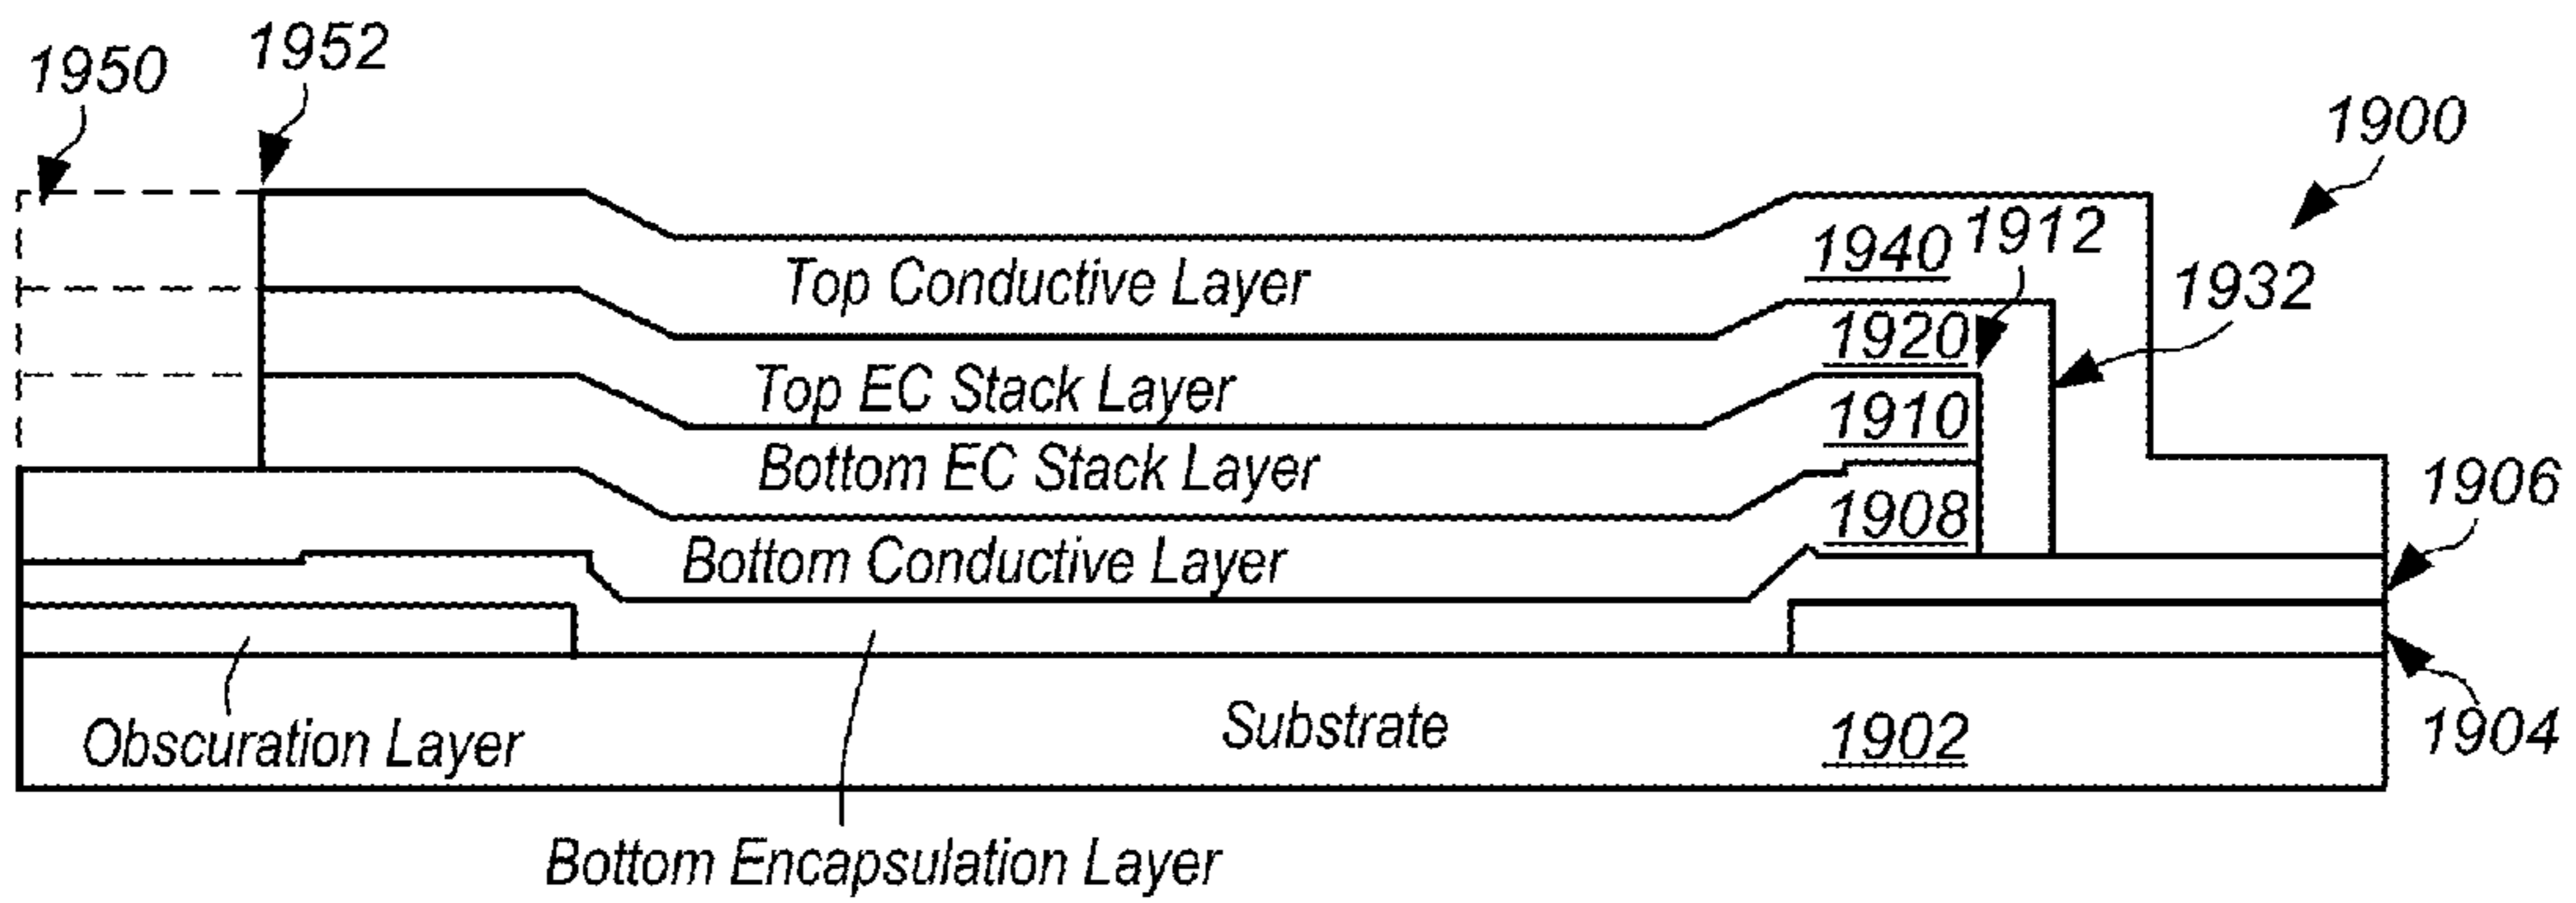 1950
1952
1900
1912
1940
1932
Top Conductive Layer
1920
Top EC Stack Layer
1910
Bottom EC Stack Layer
1906
1908
Bottom Conductive Layer
Substrate
1902
1904
Obscuration Layer
Bottom Encapsulation Layer